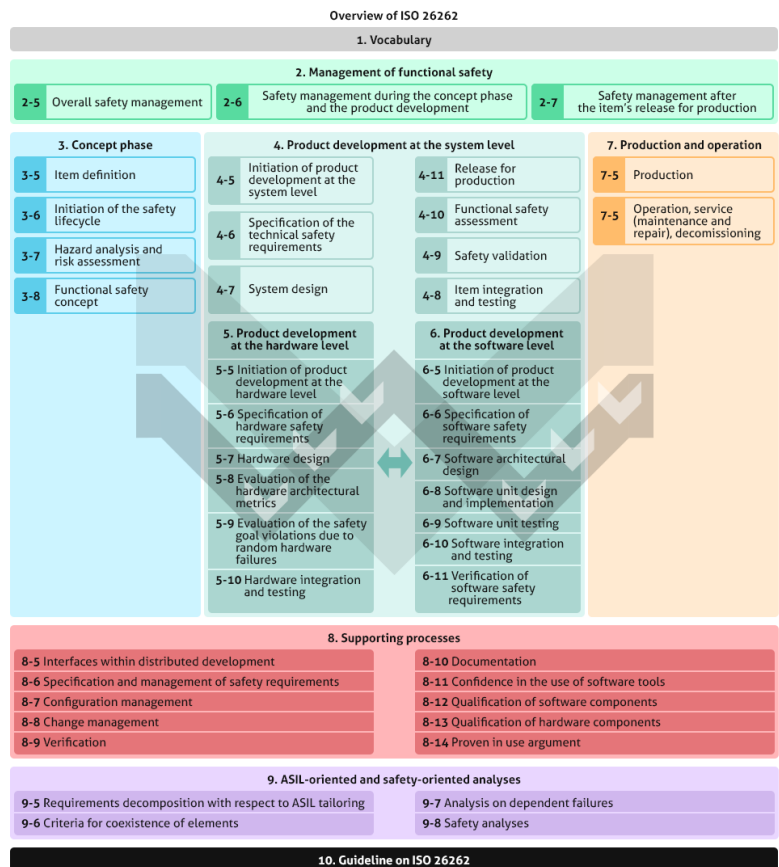 Overview of ISO 26262
1. Vocabulary
2. Management of functional safety
2-5 Overall safety management
2-6 Safety management during the concept phase
and the product development
2-7 Safety management after
the item's release for production
3. Concept phase
3-5 Item definition
3-6 Initiation of the safety
lifecycle
3-7 Hazard analysis and
risk assessment
3-8 Functional safety
concept
4. Product development at the system level
4-5 Initiation of product
development at the
system level
4-6 Specification of the
technical safety
requirements
4-7 System design
4-11 Release for
production
4-10 Functional safety
assessment
4-9 Safety validation
4-8 Item integration
and testing
5. Product development
at the hardware level
5-5 Initiation of product
development at the
hardware level
5-6 Specification of
hardware safety
requirements
5-7 Hardware design
5-8 Evaluation of the
hardware architectural
metrics
5-9 Evaluation of the safety
goal violations due to
random hardware
failures
5-10 Hardware integration
and testing
6. Product development
at the software level
6-5 Initiation of product
development at the
software level
6-6 Specification of
software safety
requirements
6-7 Software architectural
design
6-8 Software unit design
and implementation
6-9 Software unit testing
6-10 Software integration
and testing
6-11 Verification of
software safety
requirements
7. Production and operation
7-5 Production
7-5 Operation, service
(maintenance and
repair), decomissioning
8. Supporting processes
8-5 Interfaces within distributed development
8-6 Specification and management of safety requirements
8-7 Configuration management
8-8 Change management
8-9 Verification
8-10 Documentation
8-11 Confidence in the use of software tools
8-12 Qualification of software components
8-13 Qualification of hardware components
8-14 Proven in use argument
9. ASIL-oriented and safety-oriented analyses
9-5 Requirements decomposition with respect to ASIL tailoring
9-6 Criteria for coexistence of elements
9-7 Analysis on dependent failures
9-8 Safety analyses
10. Guideline on ISO 26262